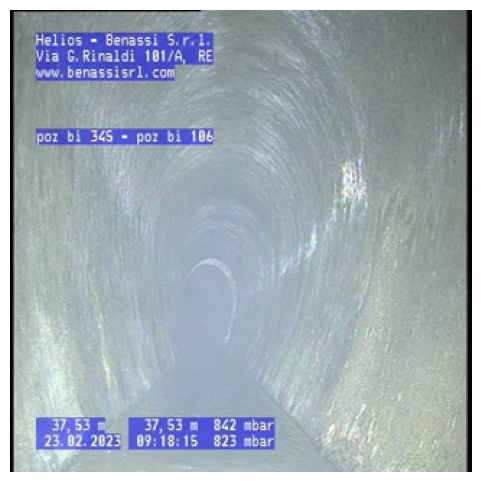 Helios - Benassi S.r.l.
Via G.Rinaldi 101/A, RE
www.benassisrl.com
poz bi 345 - poz bi 106
37,53 m 37,53 m 842 mbar
23.02.2023 09:18:15 823 mbar